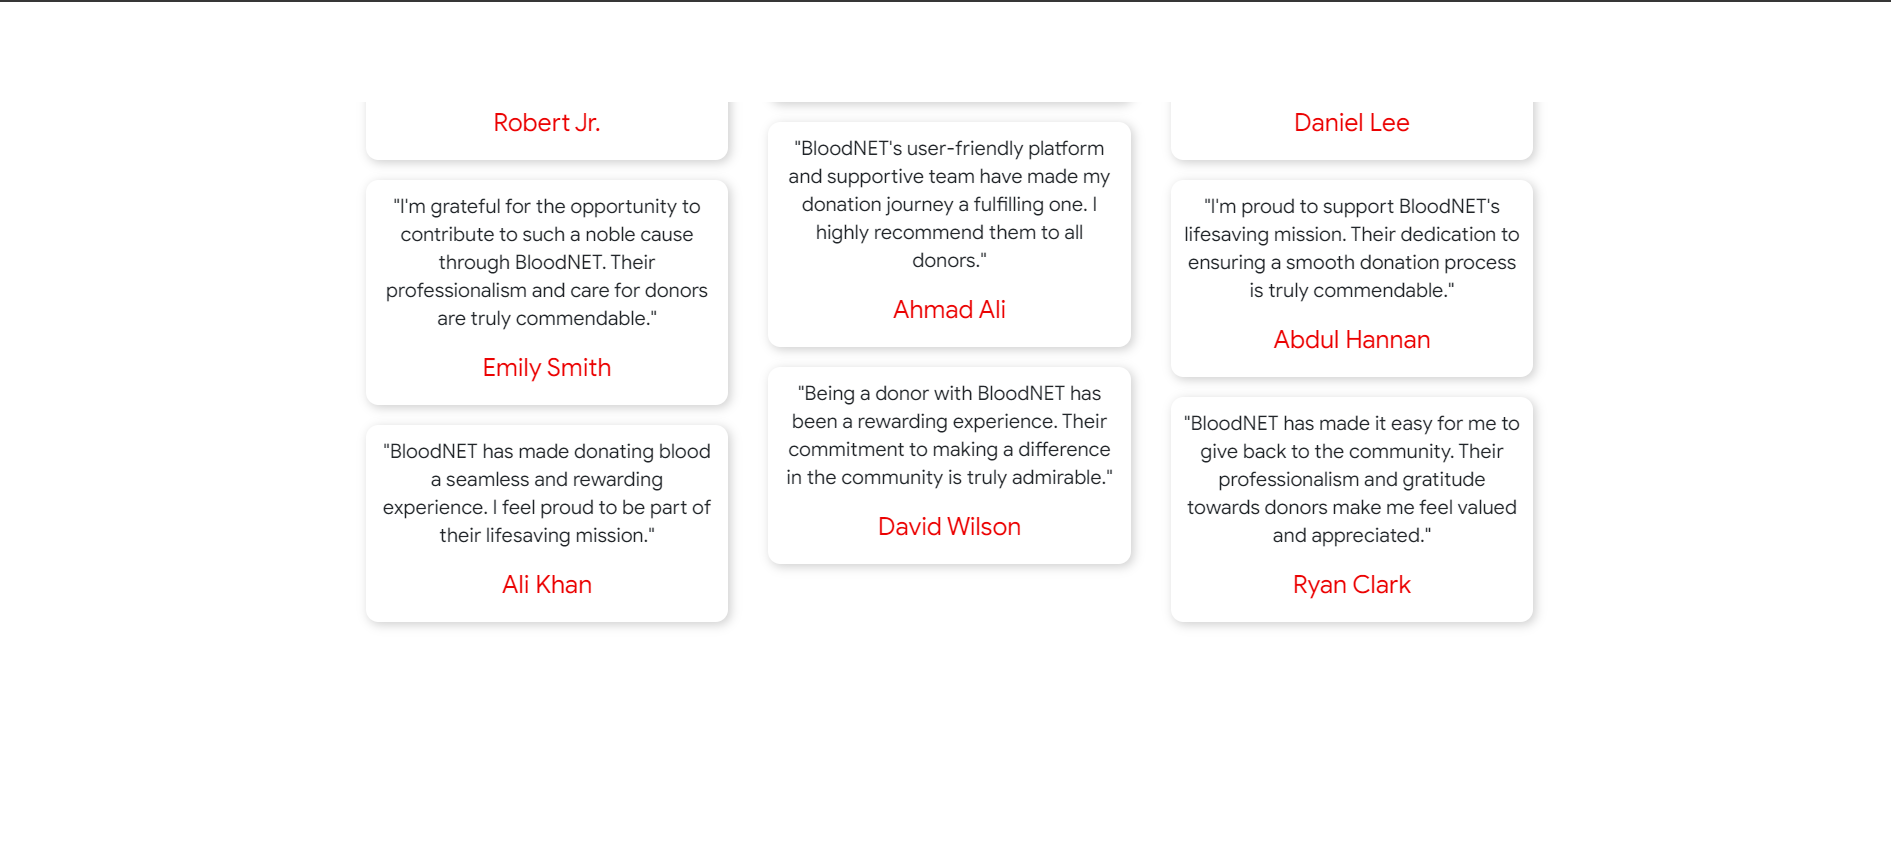 Robert Jr.
"I'm grateful for the opportunity to
contribute to such a noble cause
through BloodNET. Their
professionalism and care for donors
are truly commendable."
Emily Smith
"BloodNET has made donating blood
a seamless and rewarding
experience. I feel proud to be part of
their lifesaving mission."
Ali Khan
"BloodNET's user-friendly platform
and supportive team have made my
donation journey a fulfilling one. I
highly recommend them to all
donors."
Ahmad Ali
"Being a donor with BloodNET has
been a rewarding experience. Their
commitment to making a difference
in the community is truly admirable."
David Wilson
Daniel Lee
"I'm proud to support BloodNET's
lifesaving mission. Their dedication to
ensuring a smooth donation process
is truly commendable."
Abdul Hannan
"BloodNET has made it easy for me to
give back to the community. Their
professionalism and gratitude
towards donors make me feel valued
and appreciated."
Ryan Clark